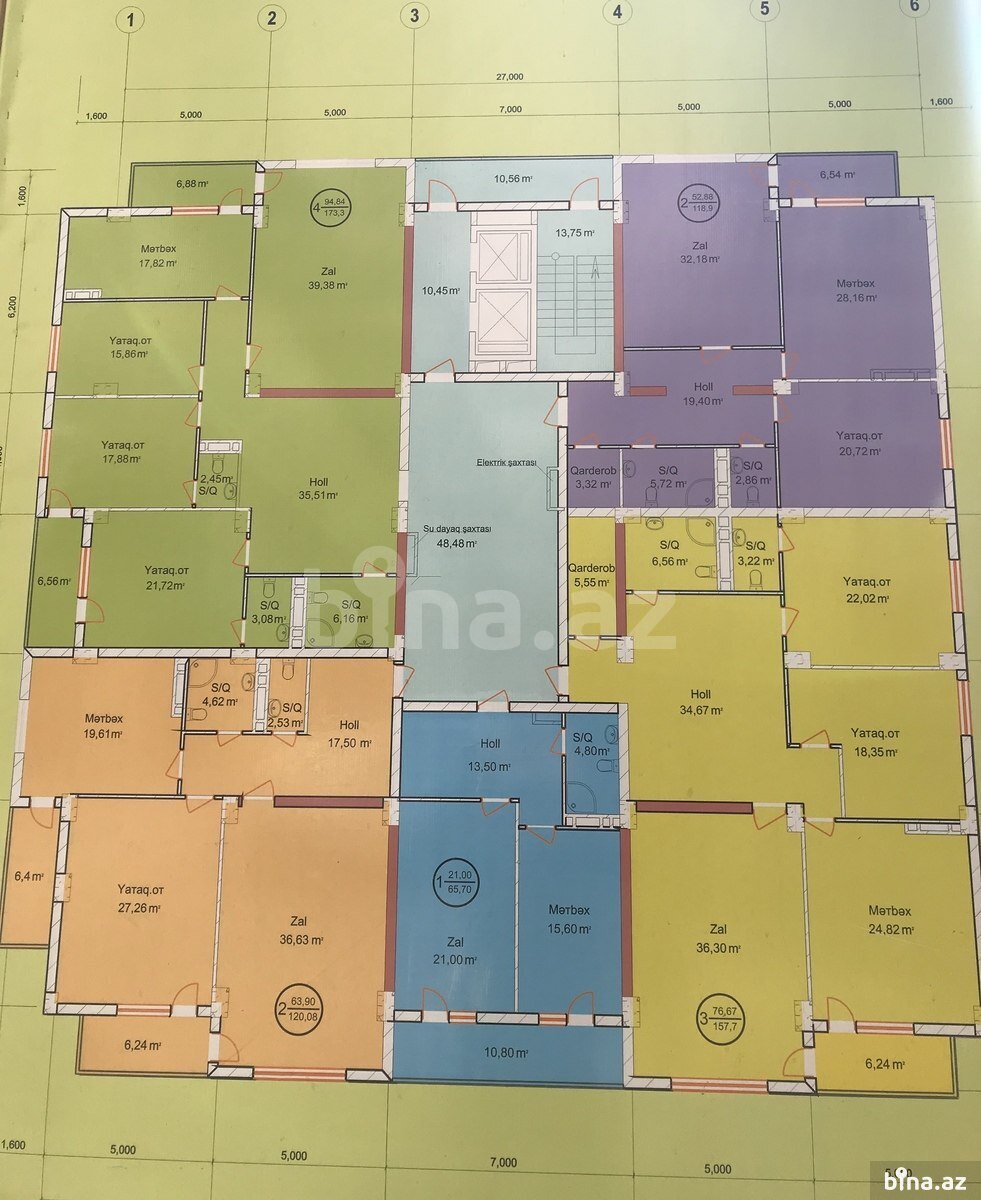 1
2
3
4
5
6
27,000
1,600
5,000
5,000
7,000
5,000
5,000
1,600
1,600
6,200
6,88 m²
10,56 m²
6,54 m²
4 94,84
173,3
2 52,88
118,9
13,75 m²
Mətbəx
17,82 m²
Zal
39,38 m²
Zal
32,18 m²
Mətbəx
28,16 m²
10,45 m²
Yataq.ot
15,86 m²
Holl
19,40 m²
Yataq.ot
17,88 m²
Yataq.ot
20,72 m²
2,45 m²
S/Q
Holl
35,51 m²
Elektrik şaxtası
Qarderob
3,32 m²
S/Q
5,72 m²
S/Q
2,86 m²
Su dayaq şaxtası
48,48 m²
6,56 m²
Yataq.ot
21,72 m²
S/Q
3,08 m²
S/Q
6,16 m²
Qarderob
5,55 m²
S/Q
6,56 m²
S/Q
3,22 m²
Yataq.ot
22,02 m²
bina.az
Mətbəx
19,61 m²
S/Q
4,62 m²
S/Q
2,53 m²
Holl
17,50 m²
Holl
13,50 m²
S/Q
4,80 m²
Holl
34,67 m²
Yataq.ot
18,35 m²
6,4 m²
Yataq.ot
27,26 m²
Zal
36,63 m²
1 21,00
65,70
Zal
21,00 m²
Mətbəx
15,60 m²
Zal
36,30 m²
Mətbəx
24,82 m²
2 63,90
120,08
3 76,67
157,7
6,24 m²
10,80 m²
6,24 m²
1,600
5,000
5,000
7,000
5,000
bina.az